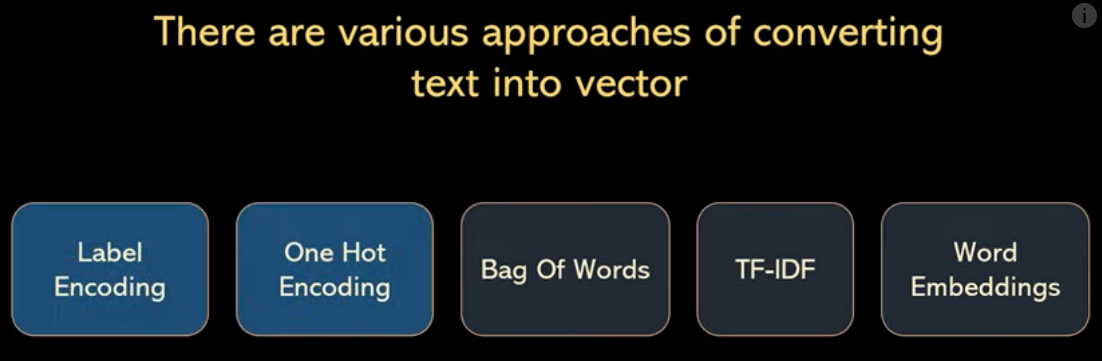 There are various approaches of converting
text into vector
Label
Encoding
One Hot
Encoding
Bag Of Words
TF-IDF
Word
Embeddings